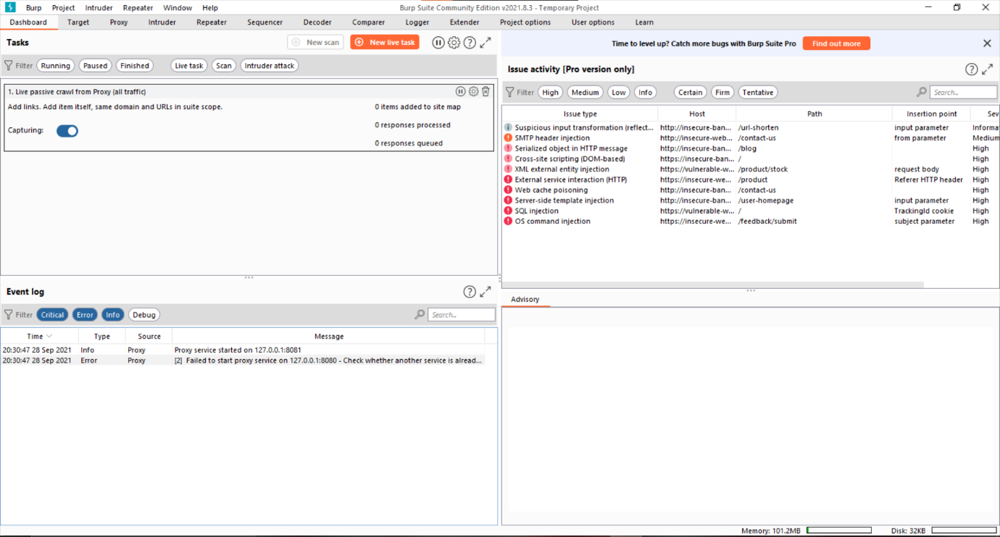 Burp Project Intruder Repeater Window Help
Burp Suite Community Edition v2021.8.3 - Temporary Project
Dashboard Target Proxy Intruder Repeater Sequencer Decoder Comparer Logger Extender Project options User options Learn
Tasks
New scan
New live task
Filter Running Paused Finished Live task Scan Intruder attack
1. Live passive crawl from Proxy (all traffic)
Add links. Add item itself, same domain and URLs in suite scope.
0 items added to site map
Capturing:
0 responses processed
0 responses queued
Event log
Filter Critical Error Info Debug Search...
Time Type Source Message
20:30:47 28 Sep 2021 Info Proxy Proxy service started on 127.0.0.1:8081
20:30:47 28 Sep 2021 Error Proxy [2] Failed to start proxy service on 127.0.0.1:8080 - Check whether another service is alread...
Time to level up? Catch more bugs with Burp Suite Pro Find out more
Issue activity [Pro version only]
Filter High Medium Low Info Certain Firm Tentative Search...
Issue type Host Path Insertion point Sev
Suspicious input transformation (reflect... http://insecure-ban... /url-shorten input parameter Informa
SMTP header injection http://insecure-web... /contact-us from parameter Medium
Serialized object in HTTP message http://insecure-ban... /blog High
Cross-site scripting (DOM-based) https://insecure-ban... / High
XML external entity injection https://vulnerable-w... /product/stock request body High
External service interaction (HTTP) https://insecure-we... /product Referer HTTP header High
Web cache poisoning http://insecure-ban... /contact-us High
Server-side template injection http://insecure-ban... /user-homepage input parameter High
SQL injection https://vulnerable-w... / TrackingId cookie High
OS command injection https://insecure-we... /feedback/submit subject parameter High
Advisory
Memory: 101.2MB Disk: 32KB